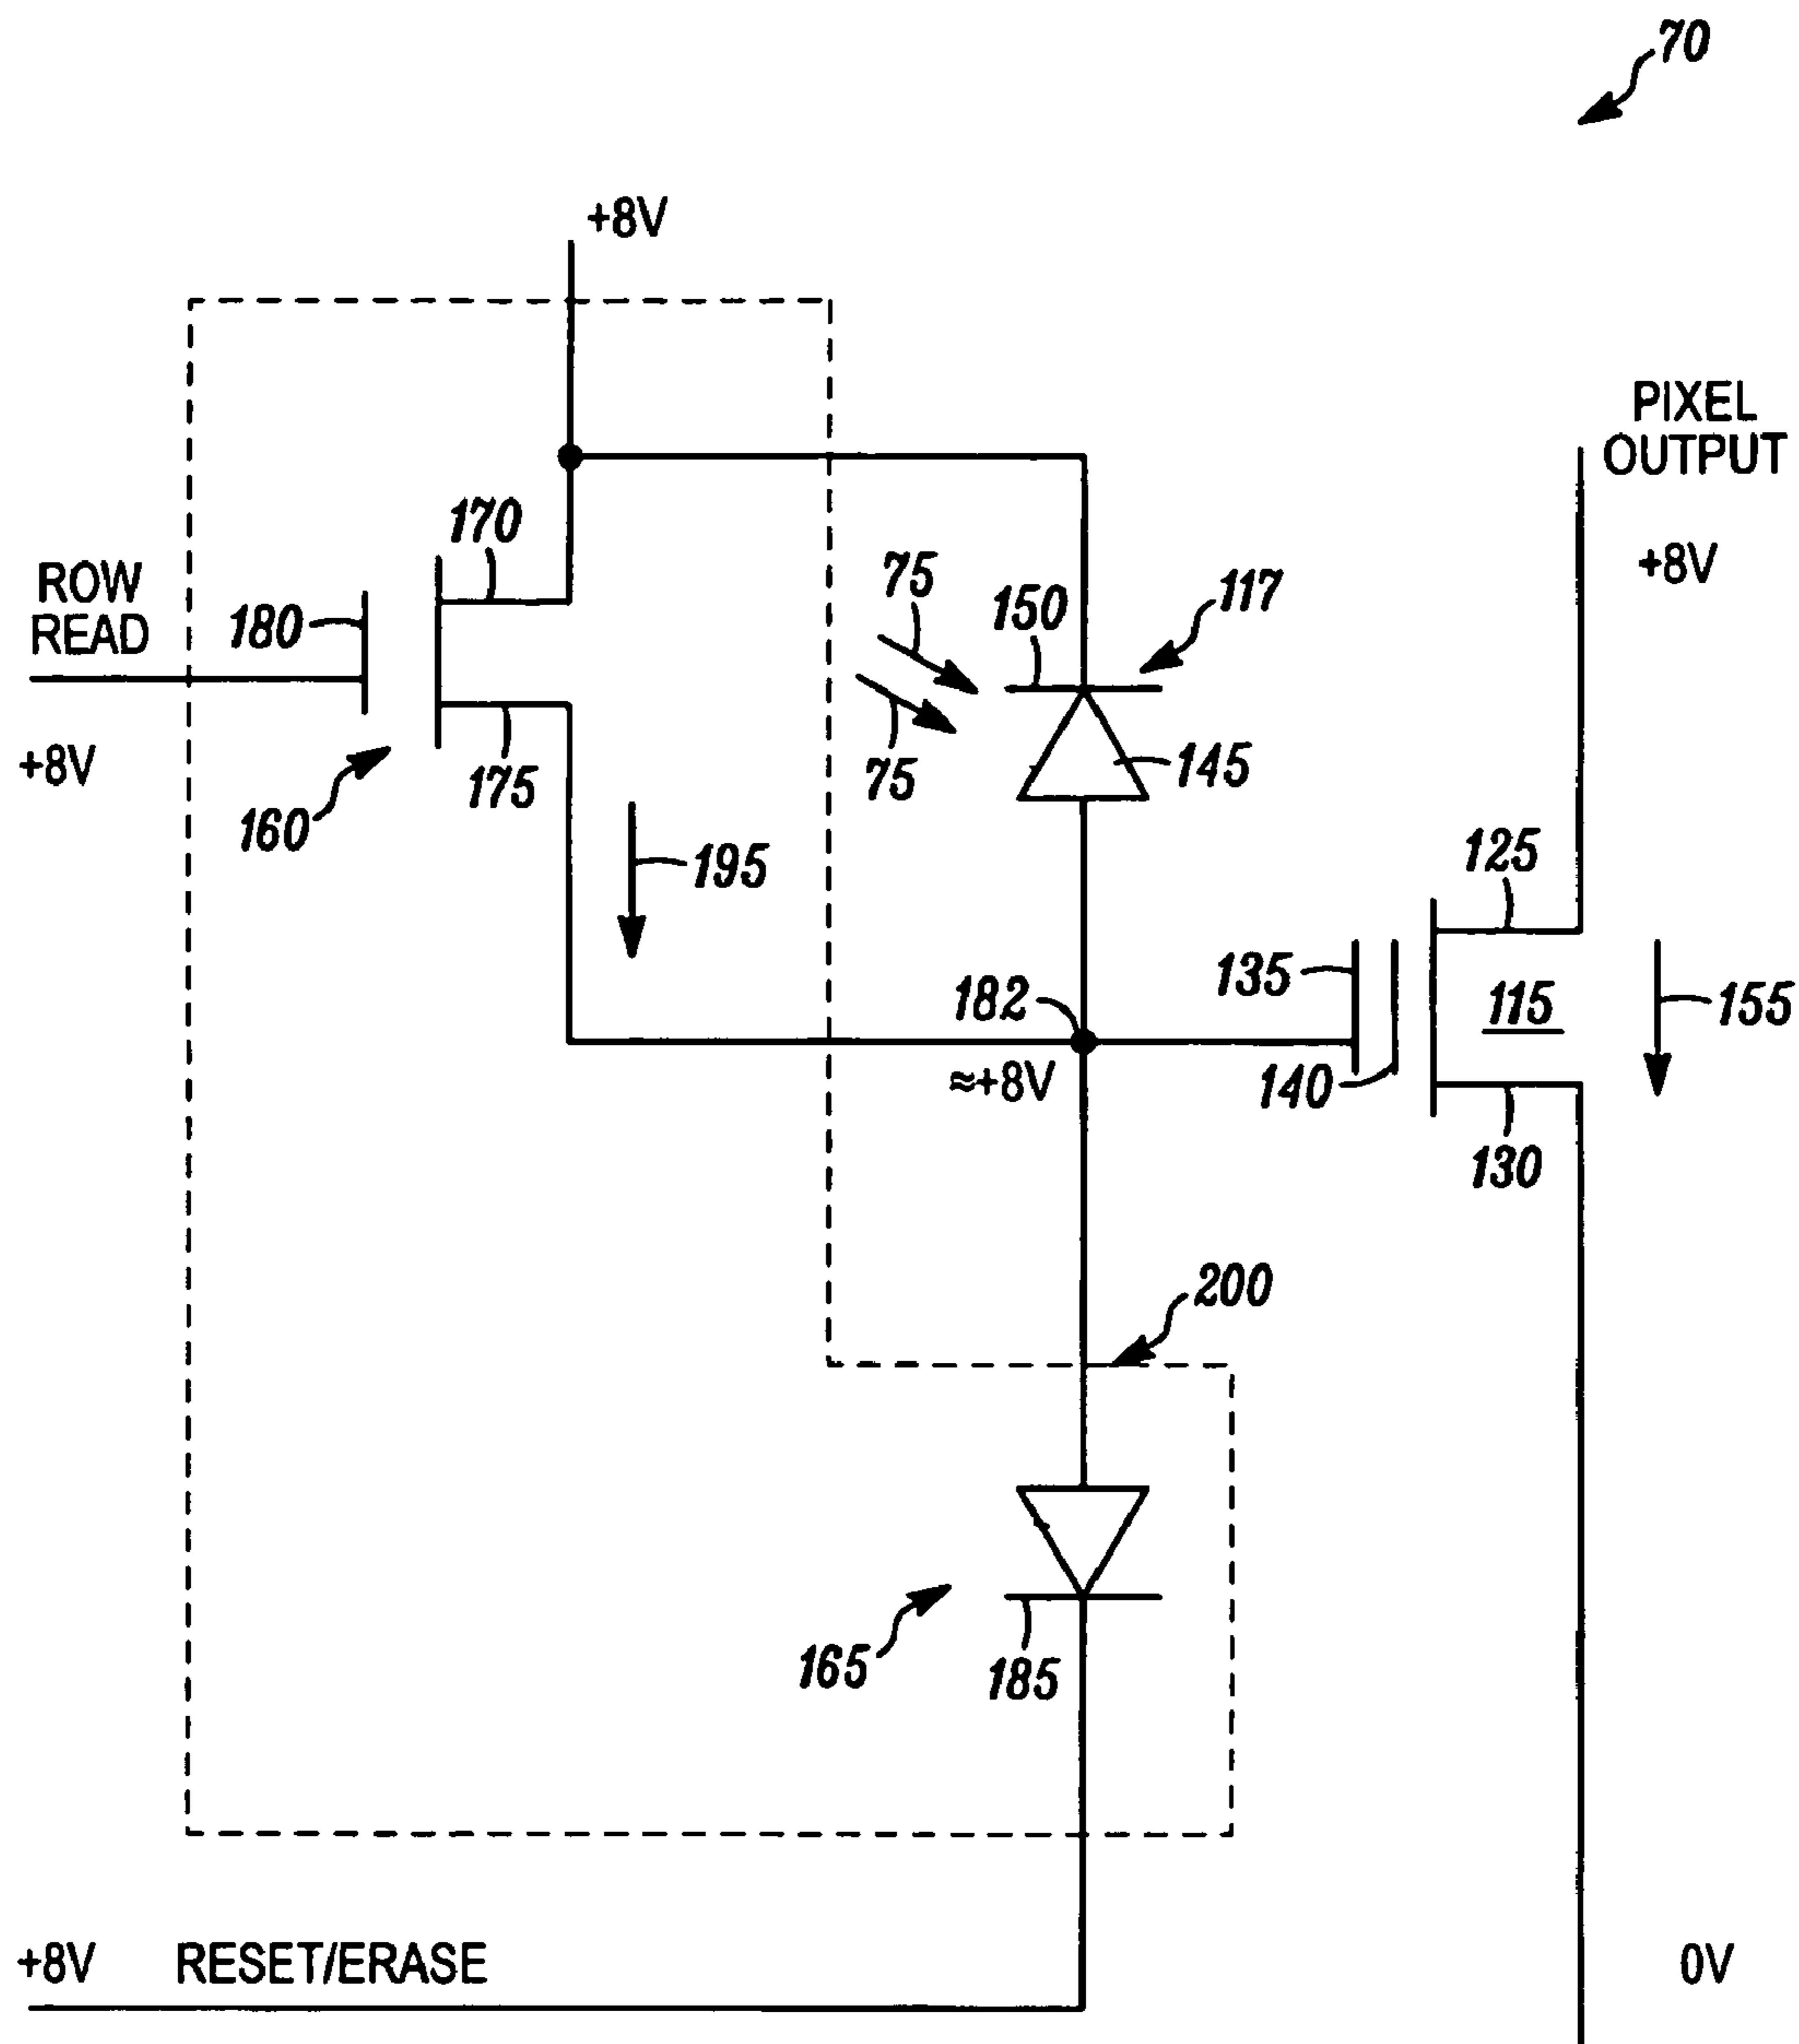 70
+8V
PIXEL
OUTPUT
+8V
170
ROW
READ
180
75
150
117
+8V
160
175
75
145
195
125
182
135
115
155
≈+8V
140
130
200
165
185
+8V RESET/ERASE
0V